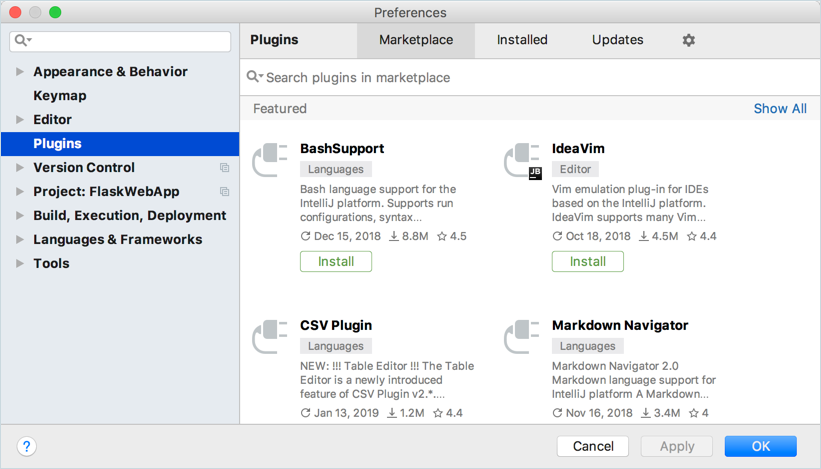 Preferences
Plugins Marketplace Installed Updates
Appearance & Behavior
Keymap
Editor
Plugins
Version Control
Project: FlaskWebApp
Build, Execution, Deployment
Languages & Frameworks
Tools
Search plugins in marketplace
Featured Show All
BashSupport
Languages
Bash language support for the
IntelliJ platform. Supports run
configurations, syntax...
Dec 15, 2018 8.8M 4.5
Install
IdeaVim
JB
Editor
Vim emulation plug-in for IDEs
based on the IntelliJ platform.
IdeaVim supports many Vim...
Oct 18, 2018 4.5M 4.4
Install
CSV Plugin
Languages
NEW: !!! Table Editor !!! The Table
Editor is a newly introduced
feature of CSV Plugin v2.*....
Jan 13, 2019 1.2M 4.4
Markdown Navigator
Languages
Markdown Navigator 2.0
Markdown language support for
IntelliJ platform A Markdown...
Nov 16, 2018 3.4M 4
? Cancel Apply OK